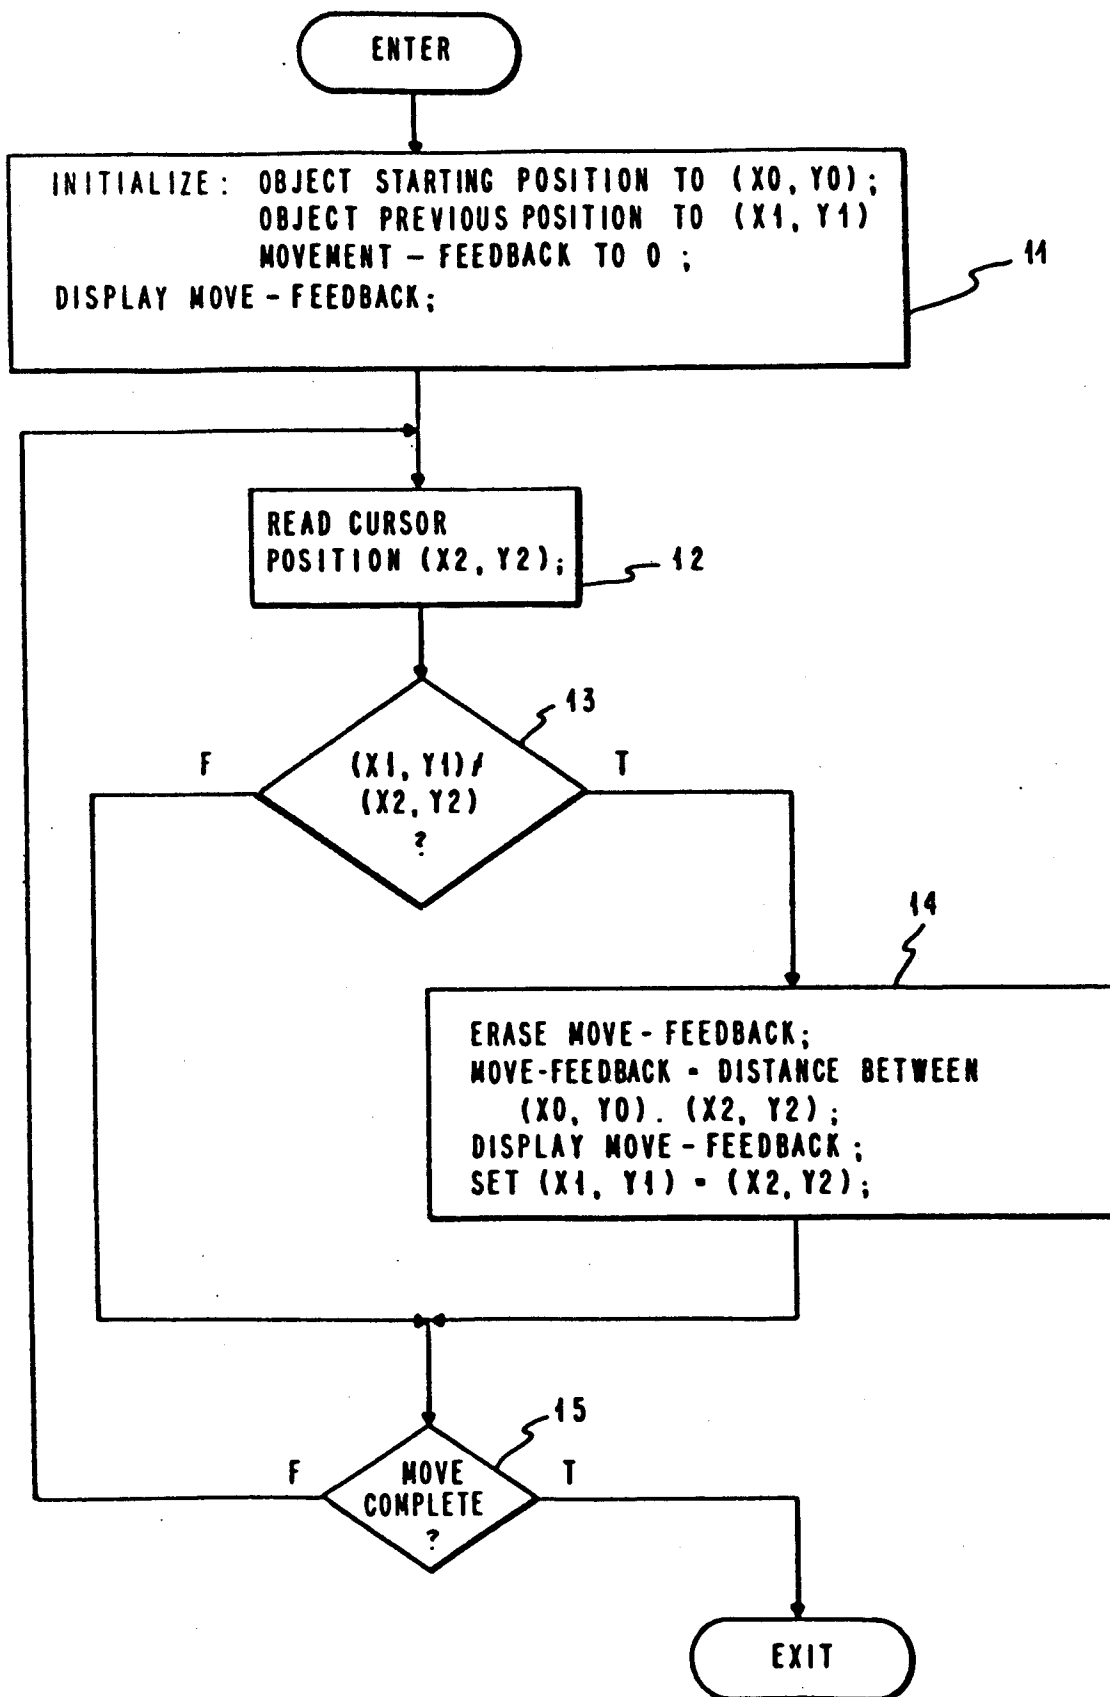 ENTER
INITIALIZE: OBJECT STARTING POSITION TO (X0, Y0);
OBJECT PREVIOUS POSITION TO (X1, Y1)
MOVEMENT - FEEDBACK TO 0 ;
DISPLAY MOVE - FEEDBACK;
11
READ CURSOR
POSITION (X2, Y2);
12
13
F
(X1, Y1) ≠
(X2, Y2)
?
T
14
ERASE MOVE - FEEDBACK;
MOVE-FEEDBACK = DISTANCE BETWEEN
(X0, Y0). (X2, Y2);
DISPLAY MOVE - FEEDBACK;
SET (X1, Y1) = (X2, Y2);
15
F
MOVE
COMPLETE
?
T
EXIT